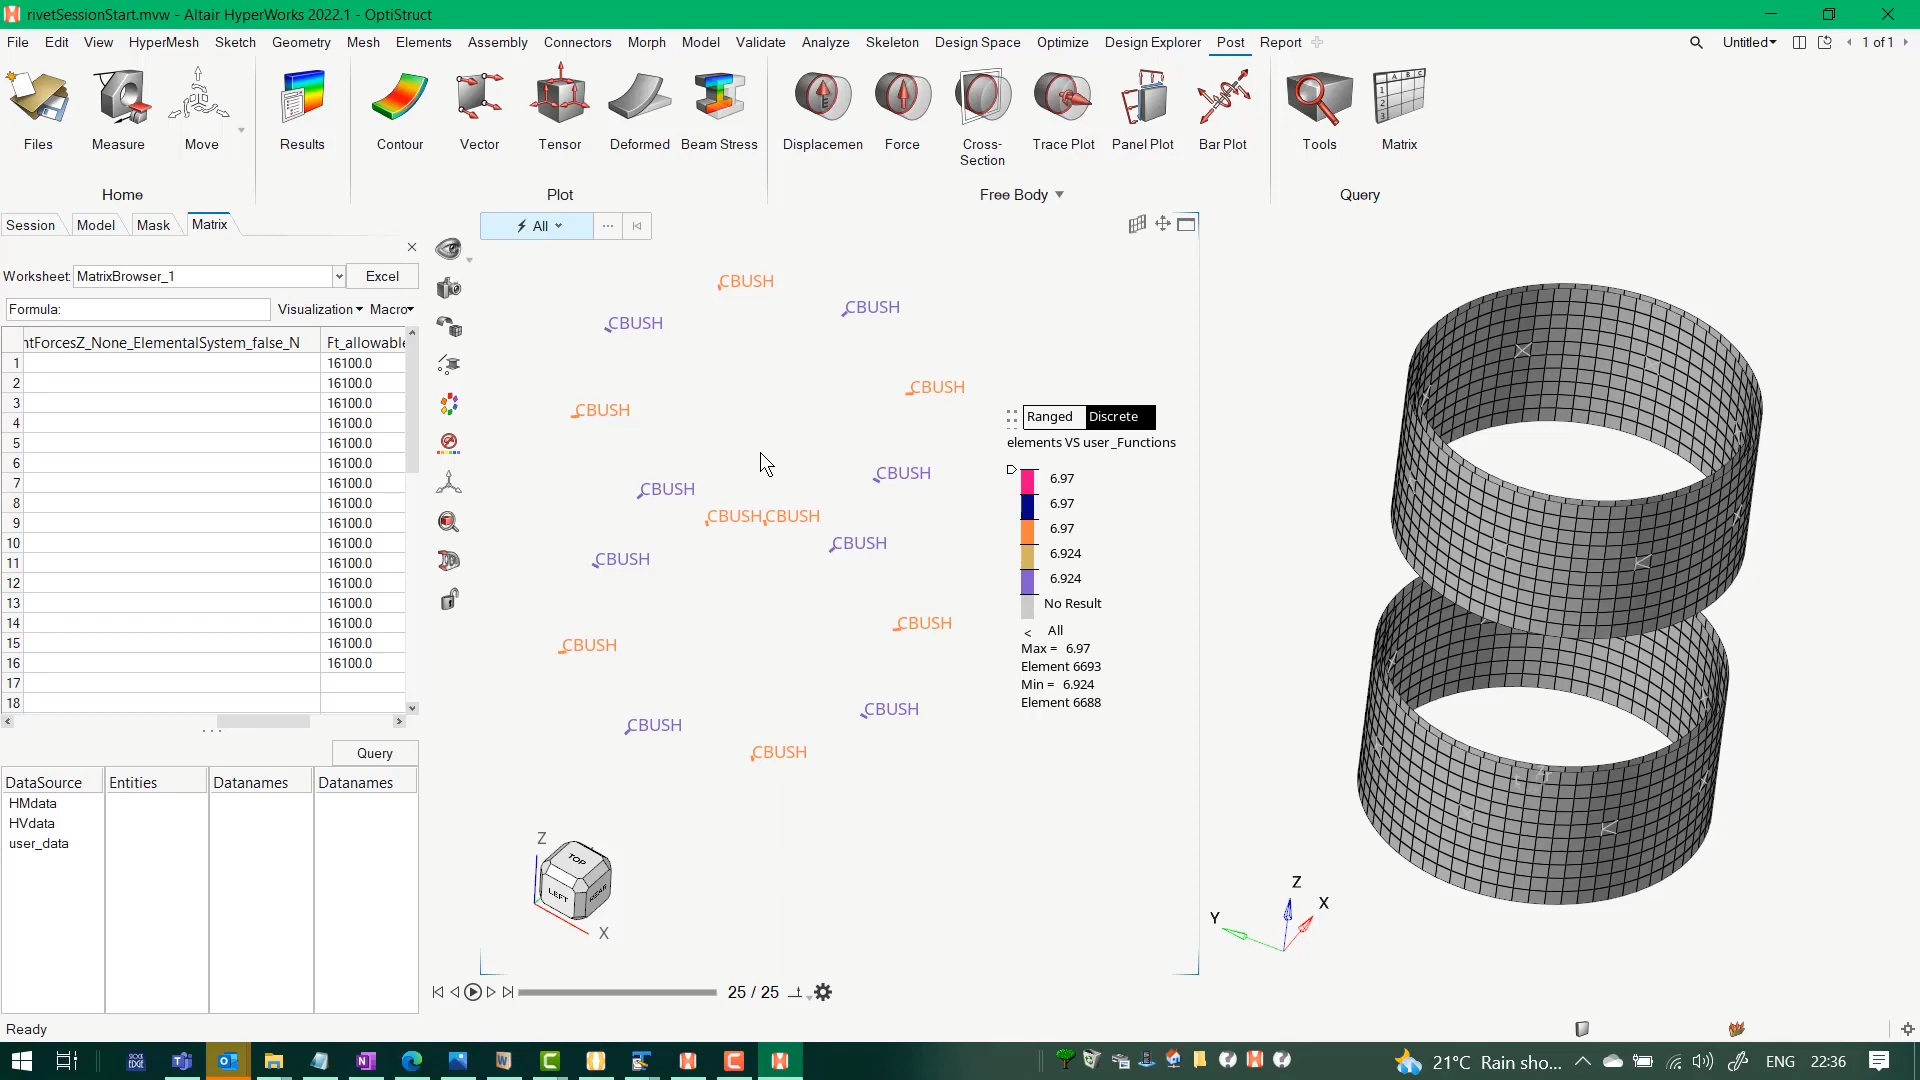 rivetSessionStart.mvw - Altair HyperWorks 2022.1 - OptiStruct
File Edit View HyperMesh Sketch Geometry Mesh Elements Assembly Connectors Morph Model Validate Analyze Skeleton Design Space Optimize Design Explorer Post Report Untitled 1 of 1
Files Measure Move Results Contour Vector Tensor Deformed Beam Stress Displacemen Force Cross- Trace Plot Panel Plot Bar Plot Tools Matrix
Section
Home Plot Free Body Query
Session Model Mask Matrix
All
Worksheet MatrixBrowser_1 Excel
Formula: Visualization Macro
ntForcesZ_None_ElementalSystem_false_N Ft_allowable
1 16100.0
2 16100.0
3 16100.0
4 16100.0
5 16100.0
6 16100.0
7 16100.0
8 16100.0
9 16100.0
10 16100.0
11 16100.0
12 16100.0
13 16100.0
14 16100.0
15 16100.0
16 16100.0
17
18
Query
DataSource Entities Datanames Datanames
HMdata
HVdata
user_data
CBUSH
CBUSH
CBUSH
CBUSH
CBUSH
CBUSH
CBUSH
CBUSH CBUSH
CBUSH
CBUSH
CBUSH
CBUSH
CBUSH
CBUSH
CBUSH
Ranged Discrete
elements VS user_Functions
6.97
6.97
6.97
6.924
6.924
No Result
< All
Max = 6.97
Element 6693
Min = 6.924
Element 6688
Z
TOP
LEFT REAR
X
Z
X
Y
25 / 25
Ready
21°C Rain sho... ENG 22:36